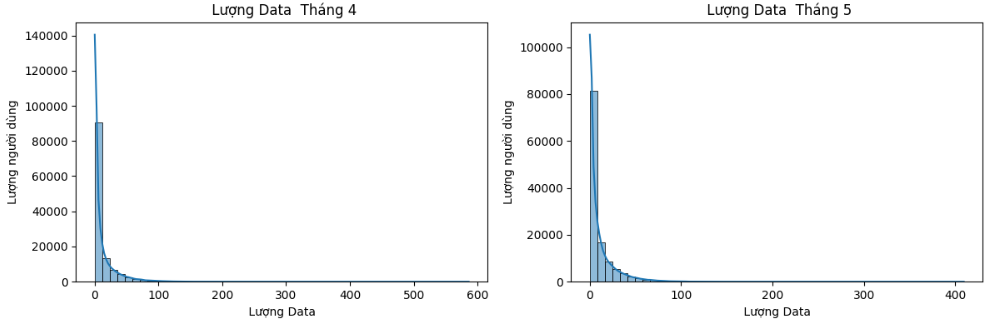 Lượng Data  Tháng 4
140000
120000
100000
80000
60000
40000
20000
0
Lượng người dùng
0 100 200 300 400 500 600
Lượng Data
Lượng Data  Tháng 5
100000
80000
60000
40000
20000
0
Lượng người dùng
0 100 200 300 400
Lượng Data